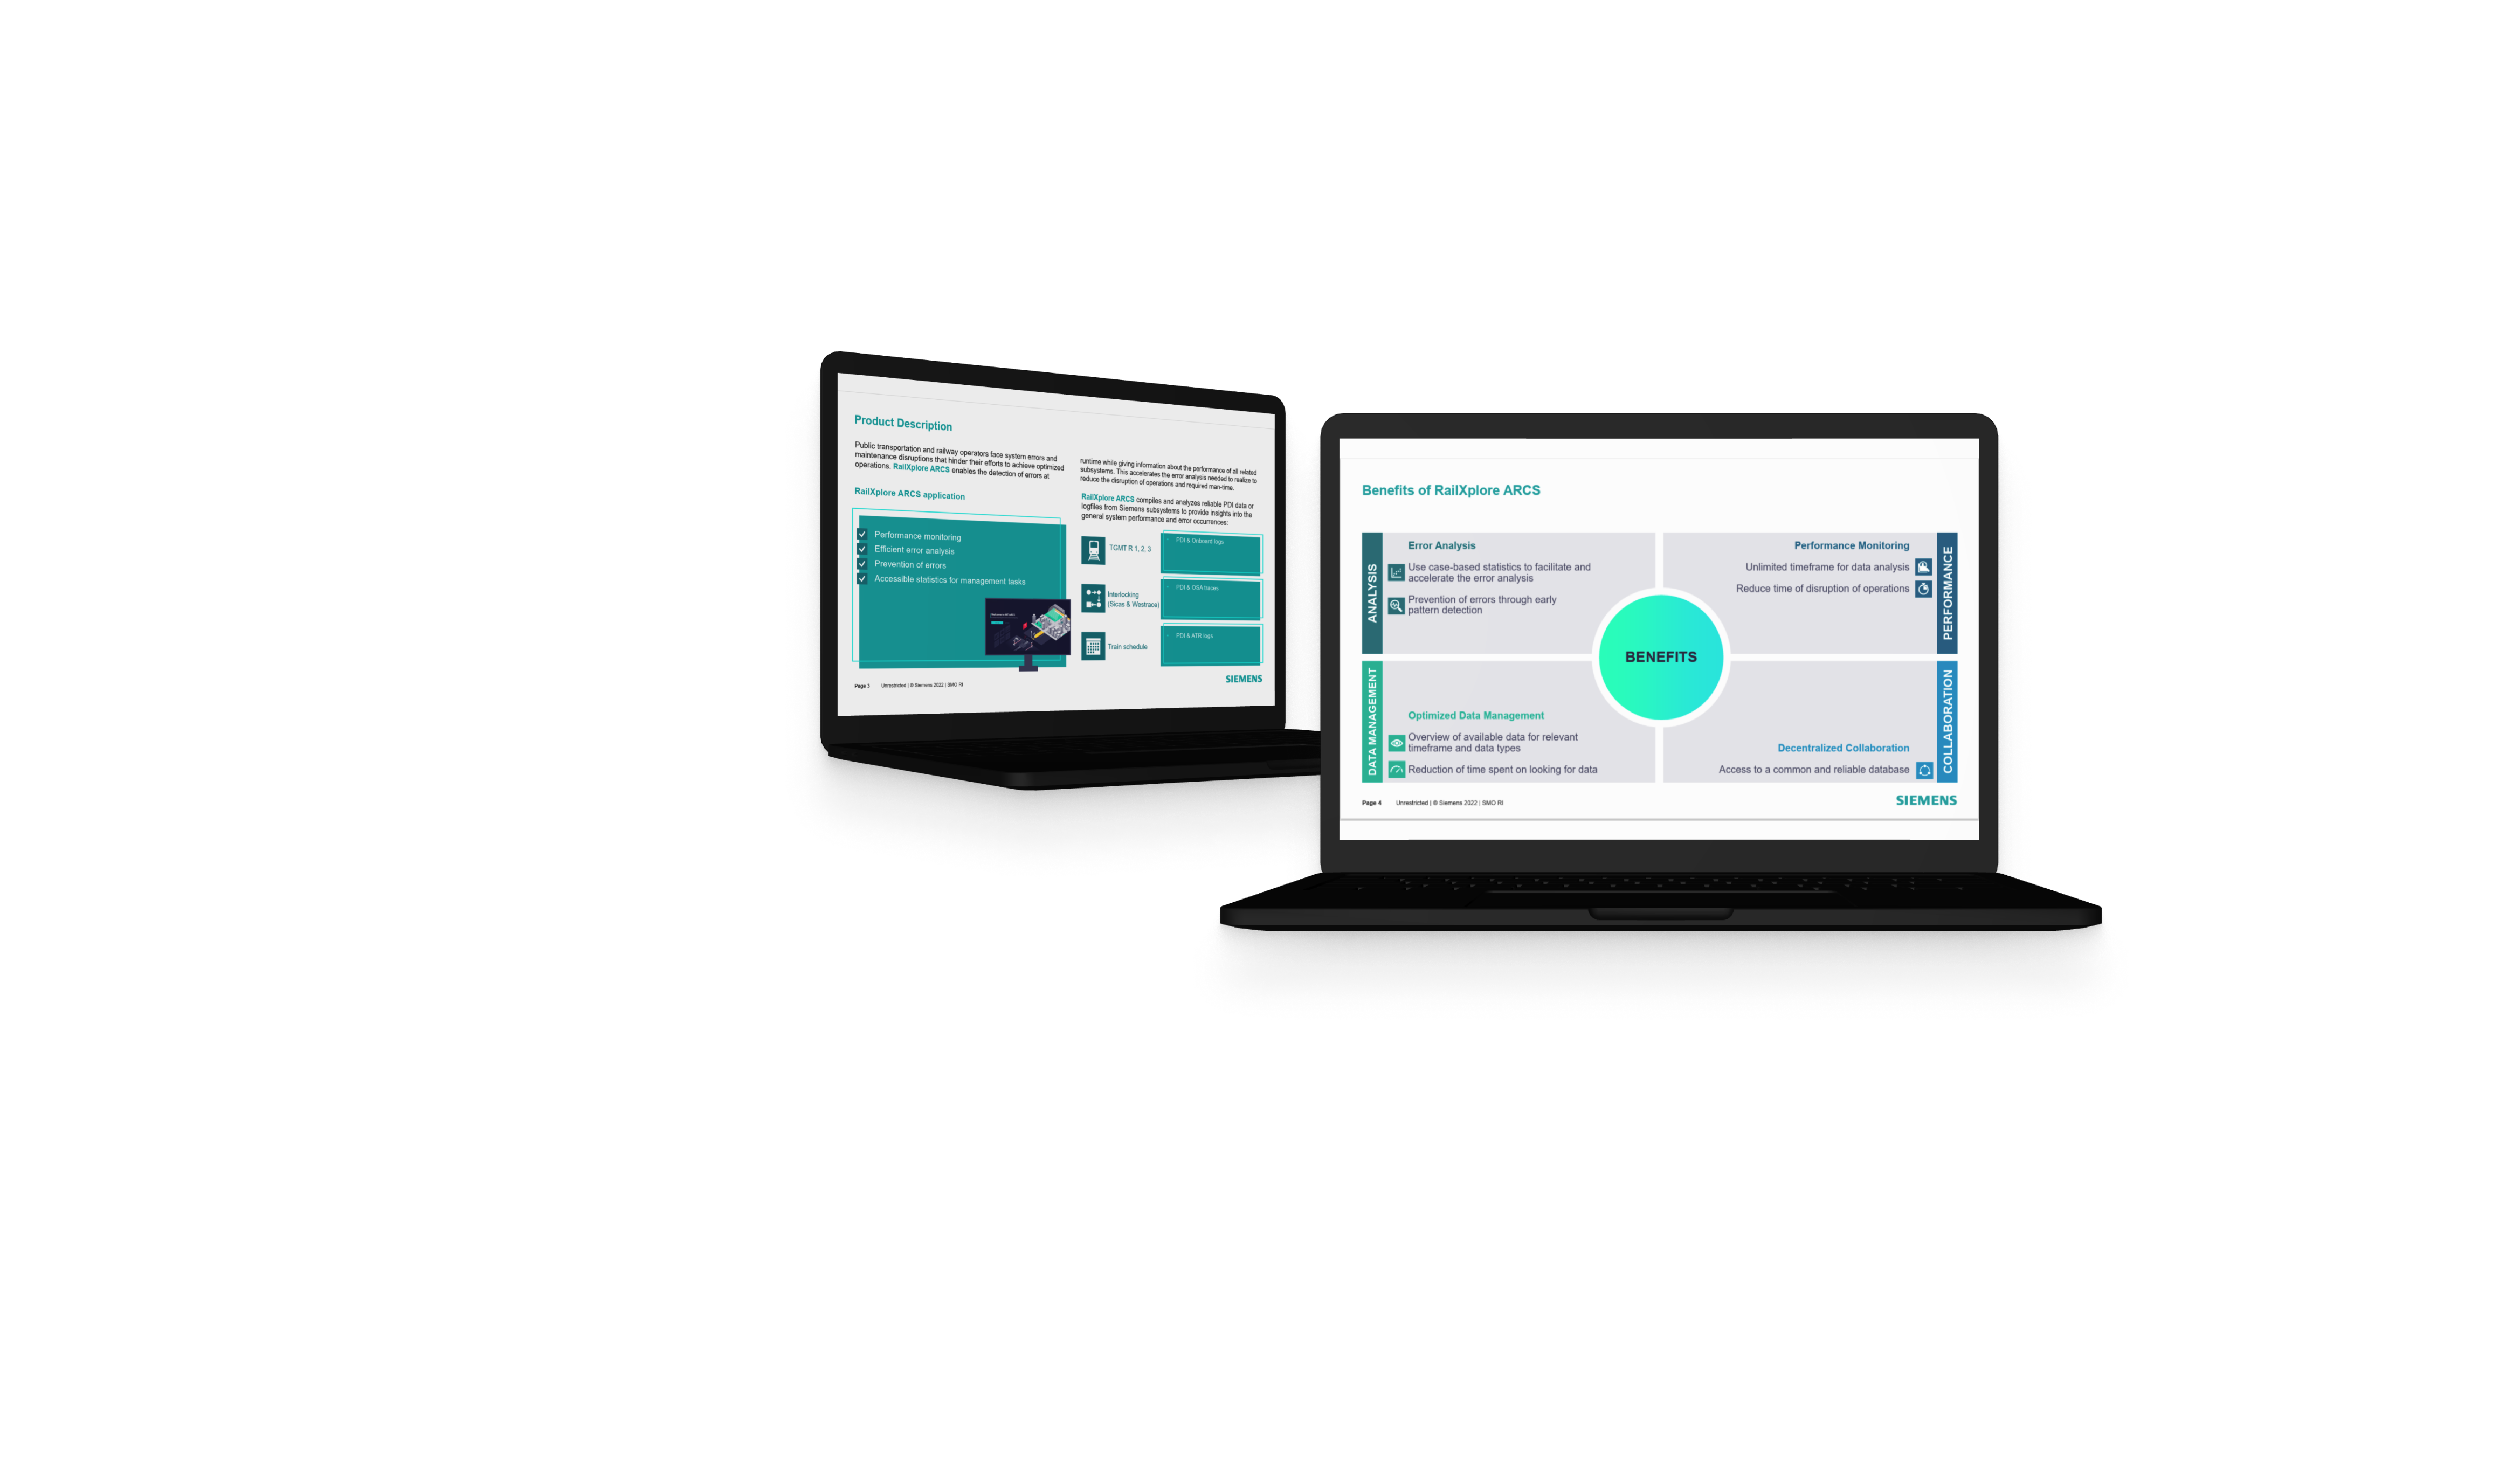 Product Description
Public transportation and railway operators face system errors and
maintenance disruptions that hinder their efforts to achieve optimized
operations. RailXplore ARCS enables the detection of errors at
RailXplore ARCS application
Performance monitoring
Efficient error analysis
Prevention of errors
Accessible statistics for management tasks
runtime while giving information about the performance of all related
subsystems. This accelerates the error analysis needed to realize to
reduce the disruption of operations and required man-time.
RailXplore ARCS compiles and analyzes reliable PDI data or
logfiles from Siemens subsystems to provide insights into the
general system performance and error occurrences:
TGMT R 1, 2, 3
PDI & Onboard logs
Interlocking
(Sicas & Westrace)
PDI & OSA traces
Train schedule
PDI & ATR logs
Page 3 Unrestricted | © Siemens 2022 | SMO RI
SIEMENS
Benefits of RailXplore ARCS
ANALYSIS
Error Analysis
Use case-based statistics to facilitate and
accelerate the error analysis
Prevention of errors through early
pattern detection
Performance Monitoring
Unlimited timeframe for data analysis
Reduce time of disruption of operations
PERFORMANCE
BENEFITS
DATA MANAGEMENT
Optimized Data Management
Overview of available data for relevant
timeframe and data types
Reduction of time spent on looking for data
Decentralized Collaboration
Access to a common and reliable database
COLLABORATION
Page 4 Unrestricted | © Siemens 2022 | SMO RI
SIEMENS